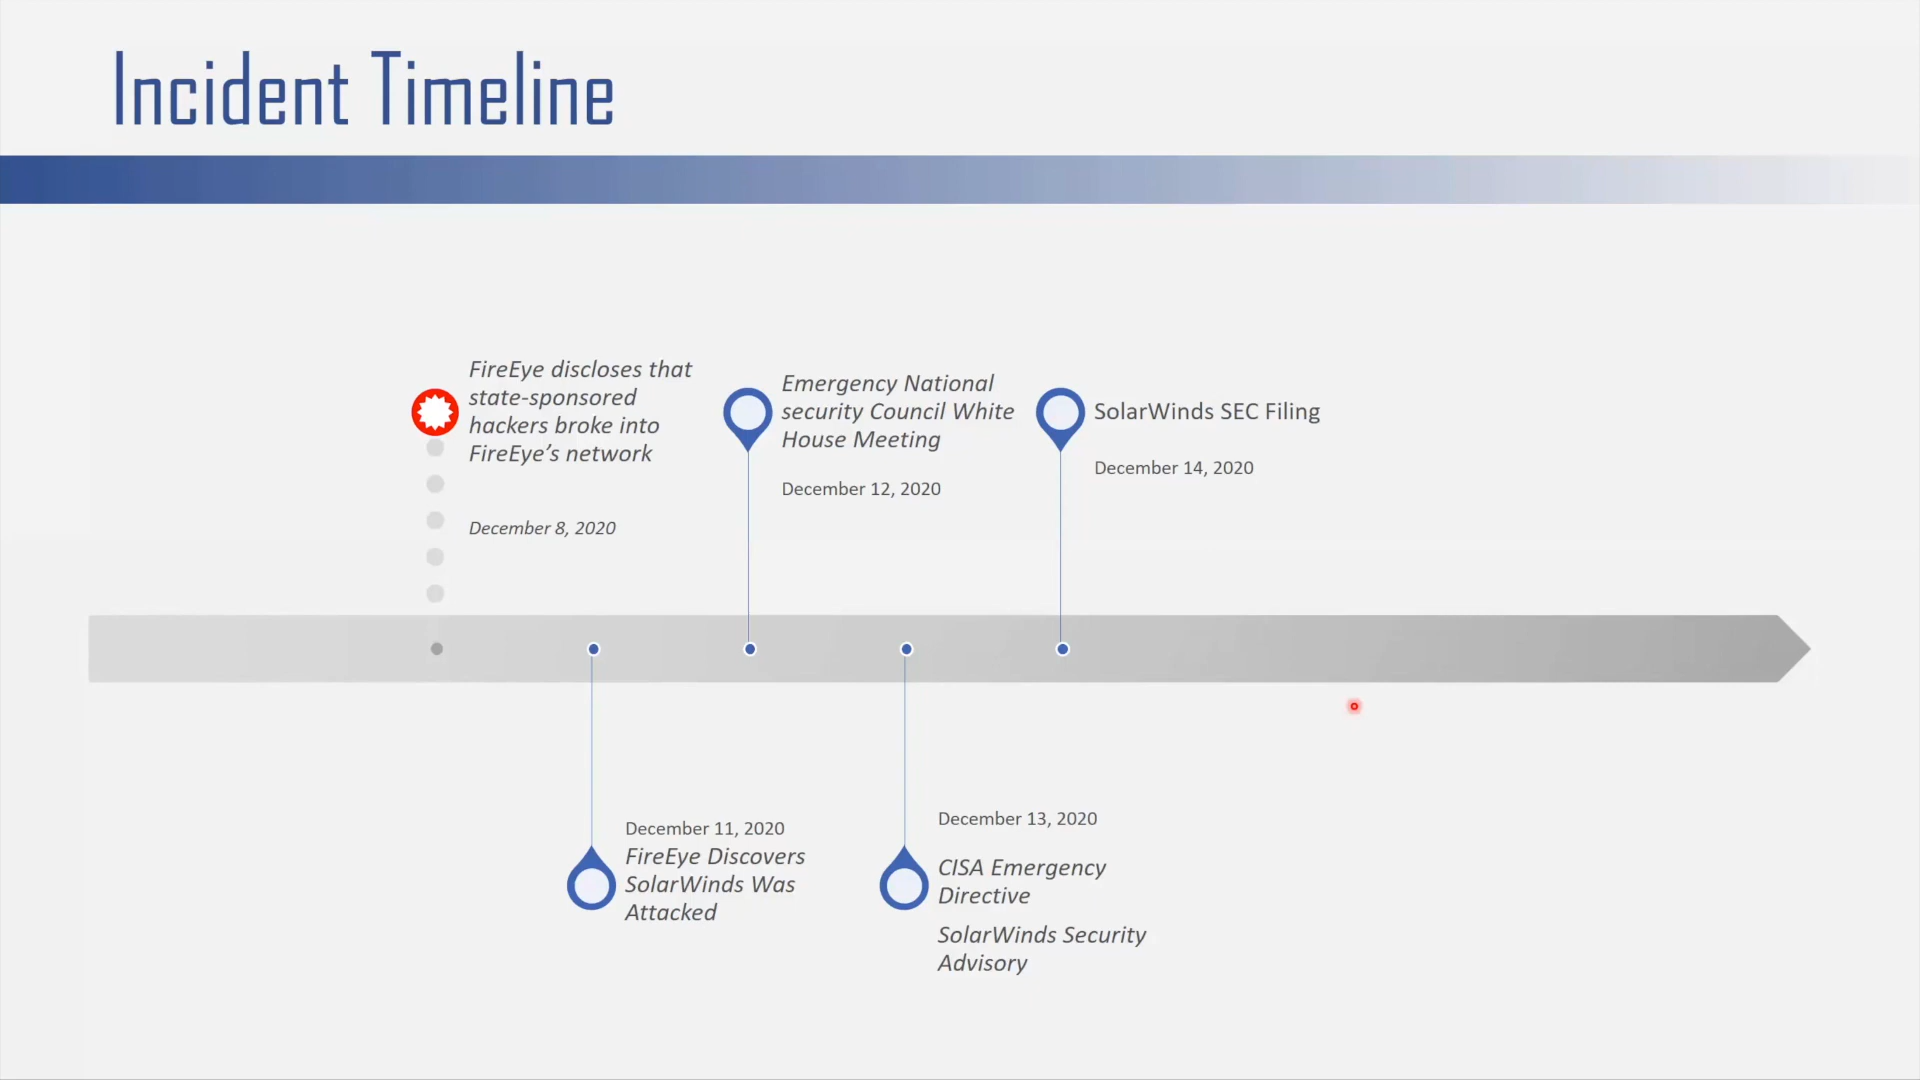 Incident Timeline
FireEye discloses that
state-sponsored
hackers broke into
FireEye’s network
December 8, 2020
Emergency National
security Council White
House Meeting
December 12, 2020
SolarWinds SEC Filing
December 14, 2020
December 11, 2020
FireEye Discovers
SolarWinds Was
Attacked
December 13, 2020
CISA Emergency
Directive
SolarWinds Security
Advisory